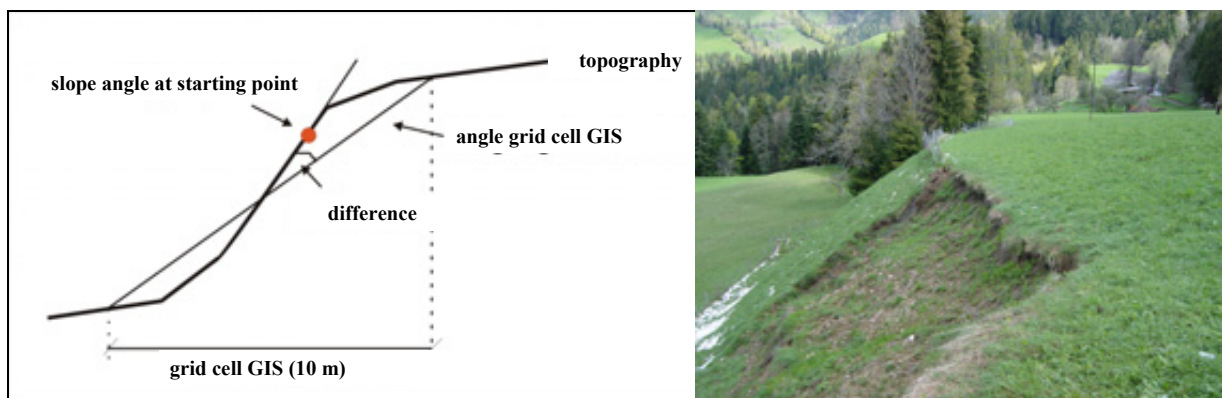 topography
slope angle at starting point
angle grid cell GIS
difference
grid cell GIS (10 m)